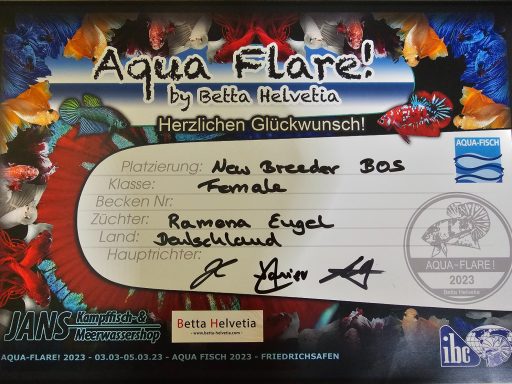 Aqua Flare!
by Betta Helvetia
Herzlichen Glückwunsch!
Platzierung: New Breeder BOS
Klasse: Female
Becken Nr:
Züchter: Ramona Engel
Land: Deutschland
Hauptrichter:
AQUA-FISCH
AQUA-FLARE!
2023
Betta Helvetia
JANS Kampffisch-&
Meerwassershop
Betta Helvetia
- www.betta-helvetia.com -
ibc
AQUA-FLARE! 2023 - 03.03-05.03.23 - AQUA FISCH 2023 - FRIEDRICHSAFEN